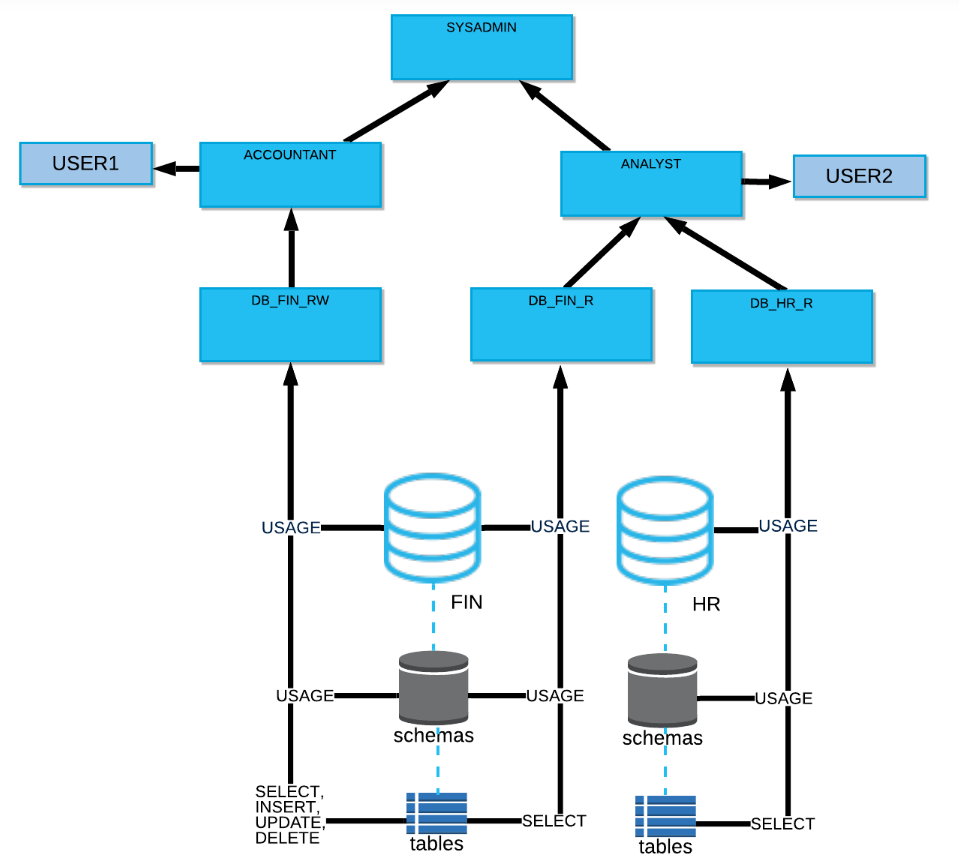 SYSADMIN
ACCOUNTANT
USER1
ANALYST
USER2
DB_FIN_RW
DB_FIN_R
DB_HR_R
USAGE
USAGE
USAGE
FIN
HR
USAGE
USAGE
USAGE
schemas
schemas
SELECT,
INSERT,
UPDATE,
DELETE
SELECT
SELECT
tables
tables